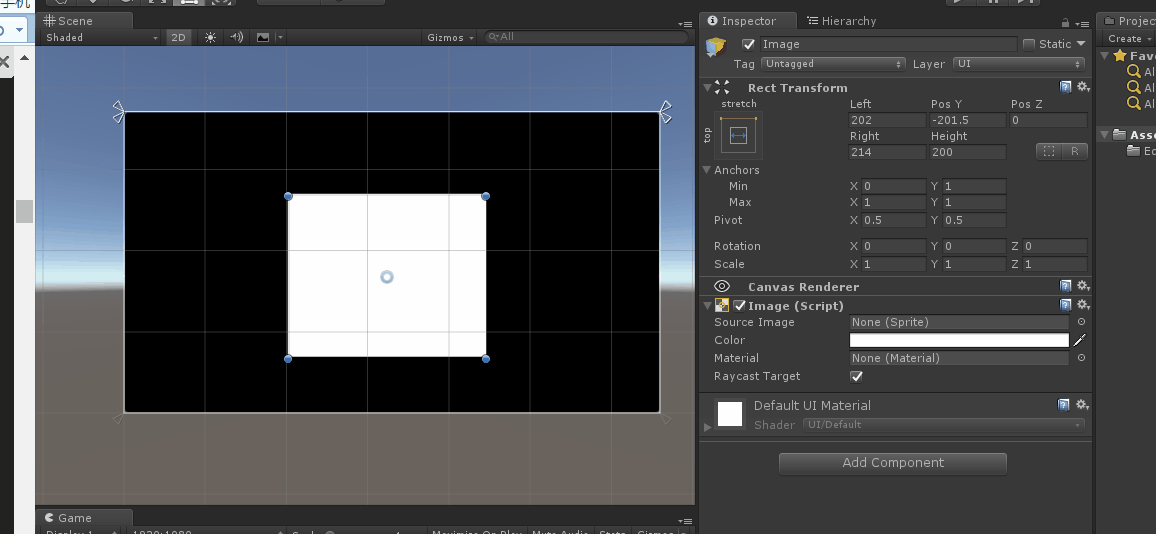 手机
Scene
Shaded
2D
Gizmos
All
Inspector
Hierarchy
Image
Static
Tag Untagged Layer UI
Rect Transform
stretch
top
Left Pos Y Pos Z
202 -201.5 0
Right Height
214 200
R
Anchors
Min X 0 Y 1
Max X 1 Y 1
Pivot X 0.5 Y 0.5
Rotation X 0 Y 0 Z 0
Scale X 1 Y 1 Z 1
Canvas Renderer
Image (Script)
Source Image None (Sprite)
Color
Material None (Material)
Raycast Target
Default UI Material
Shader UI/Default
Add Component
Projec
Create
Fav
Al
Al
Al
Asse
Game